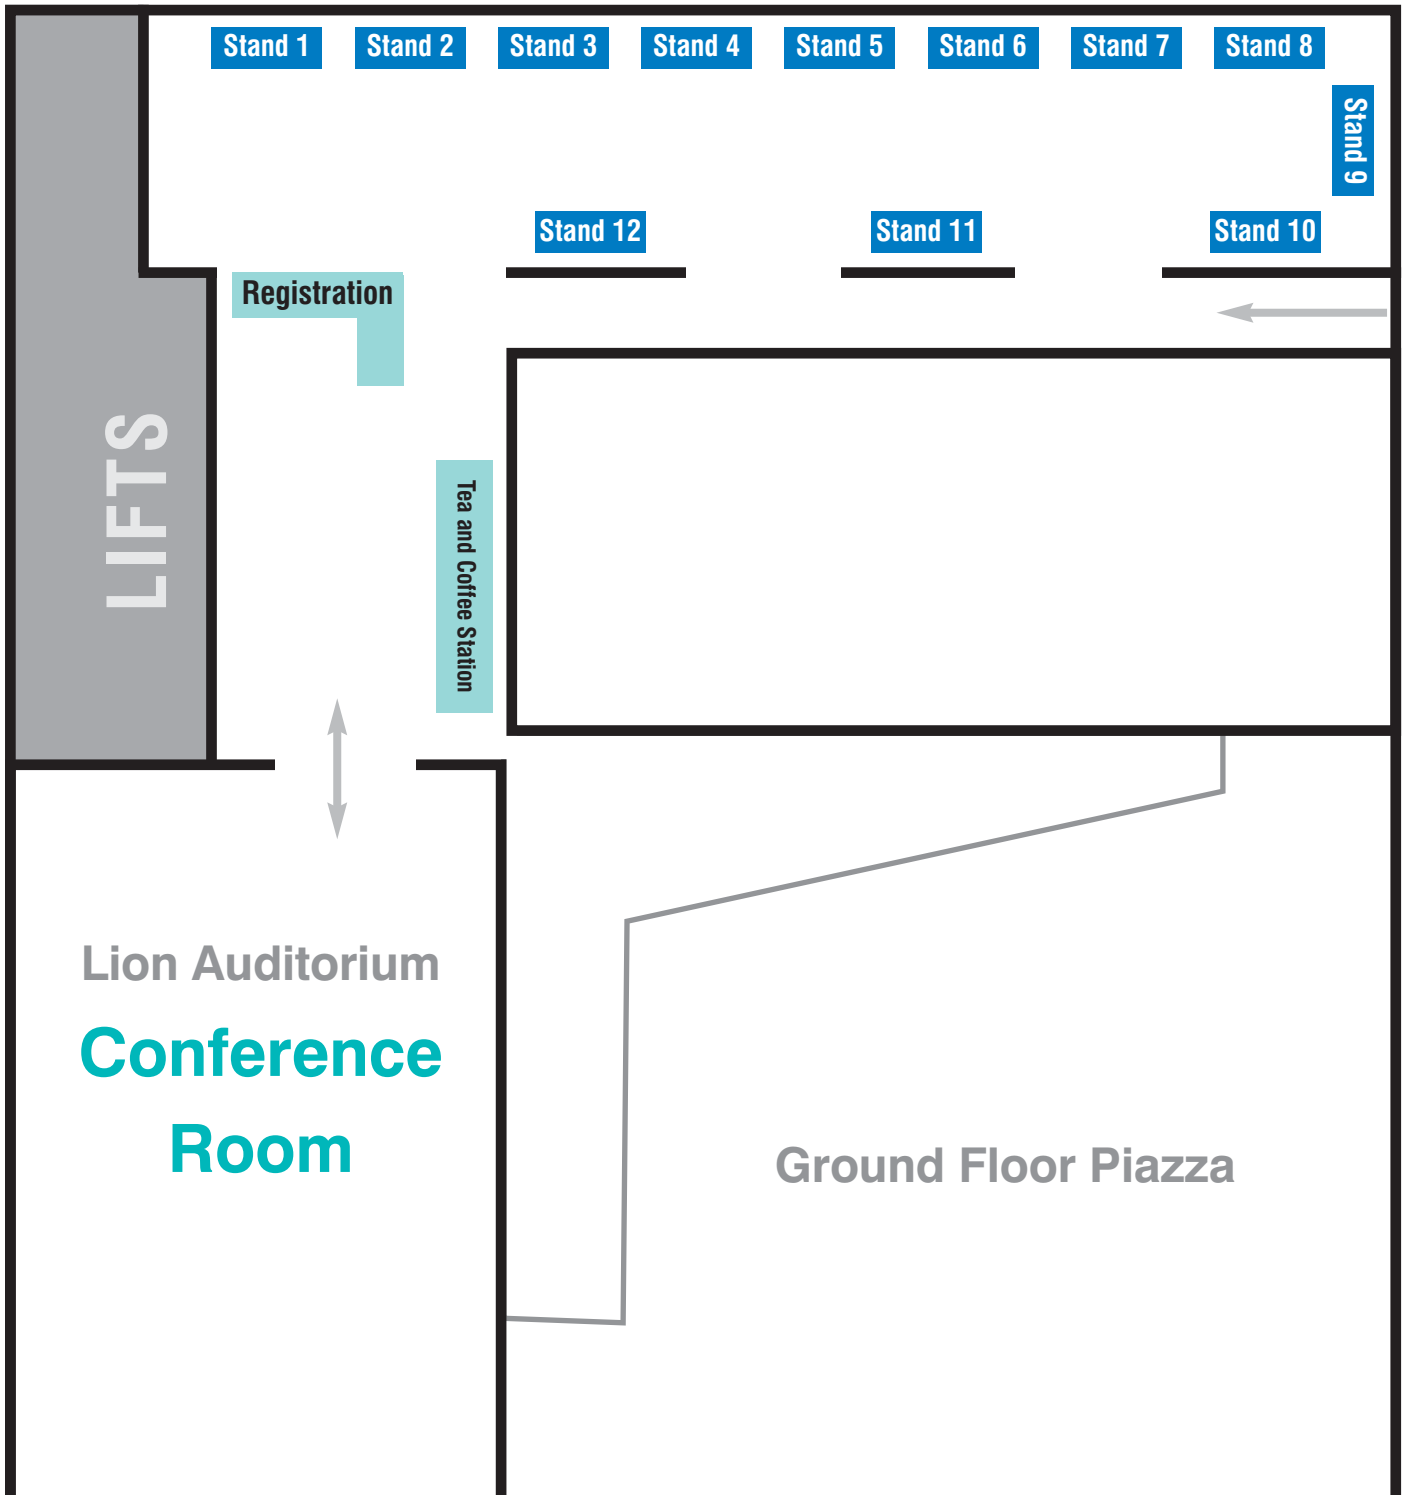 Stand 1
Stand 2
Stand 3
Stand 4
Stand 5
Stand 6
Stand 7
Stand 8
Stand 9
Stand 12
Stand 11
Stand 10
Registration
LIFTS
Tea and Coffee Station
Lion Auditorium
Conference
Room
Ground Floor Piazza